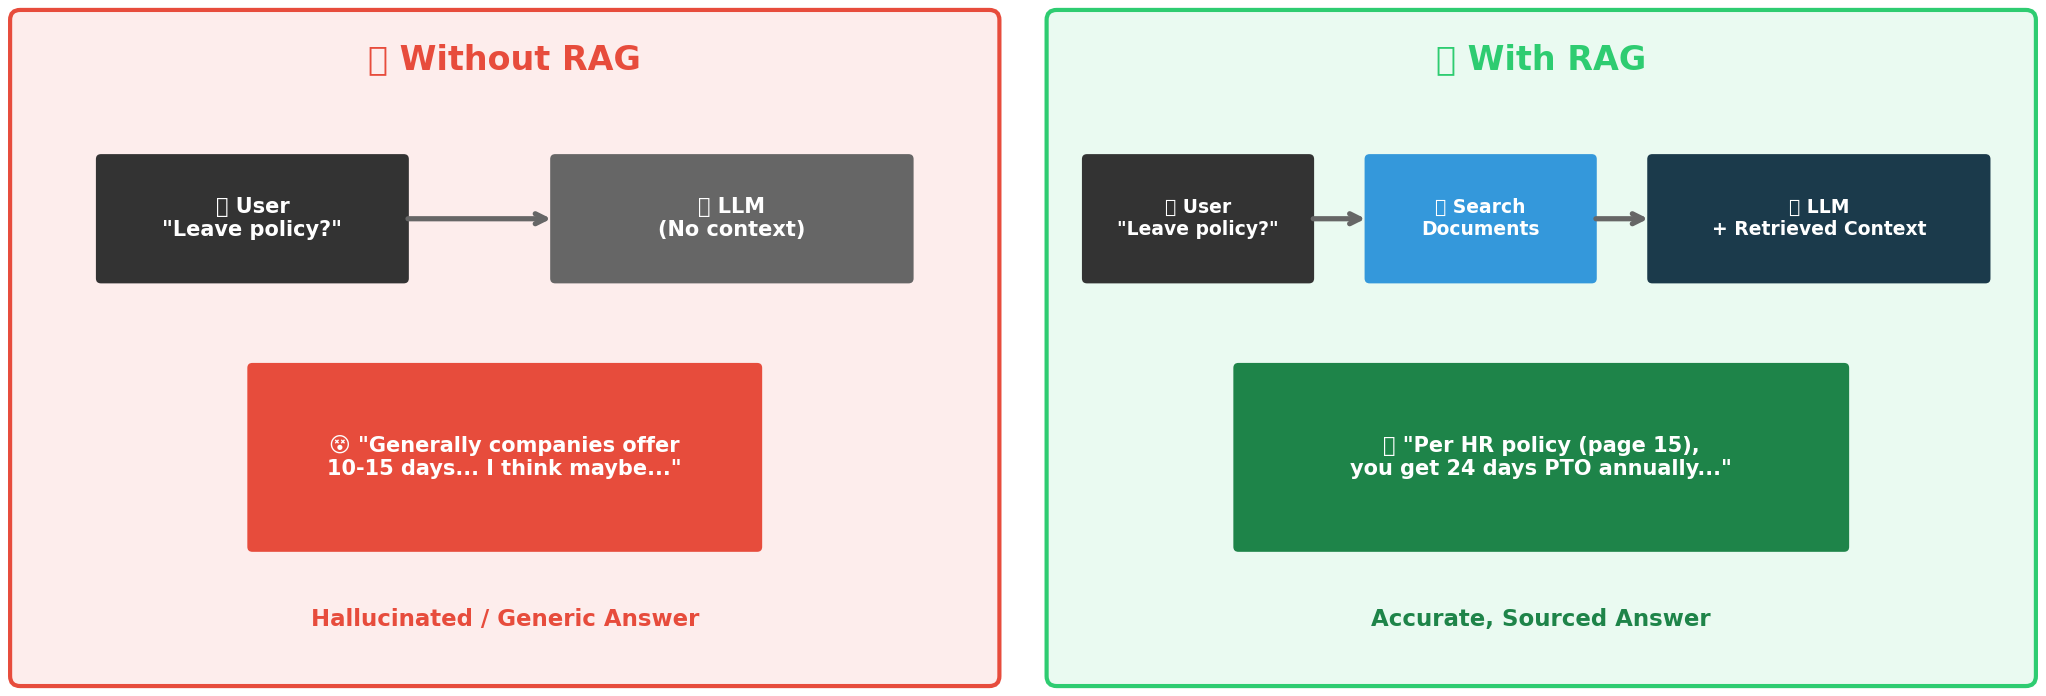 Without RAG
User
"Leave policy?"
LLM
(No context)
😵 "Generally companies offer
10-15 days... I think maybe..."
Hallucinated / Generic Answer
With RAG
User
"Leave policy?"
Search
Documents
LLM
+ Retrieved Context
"Per HR policy (page 15),
you get 24 days PTO annually..."
Accurate, Sourced Answer